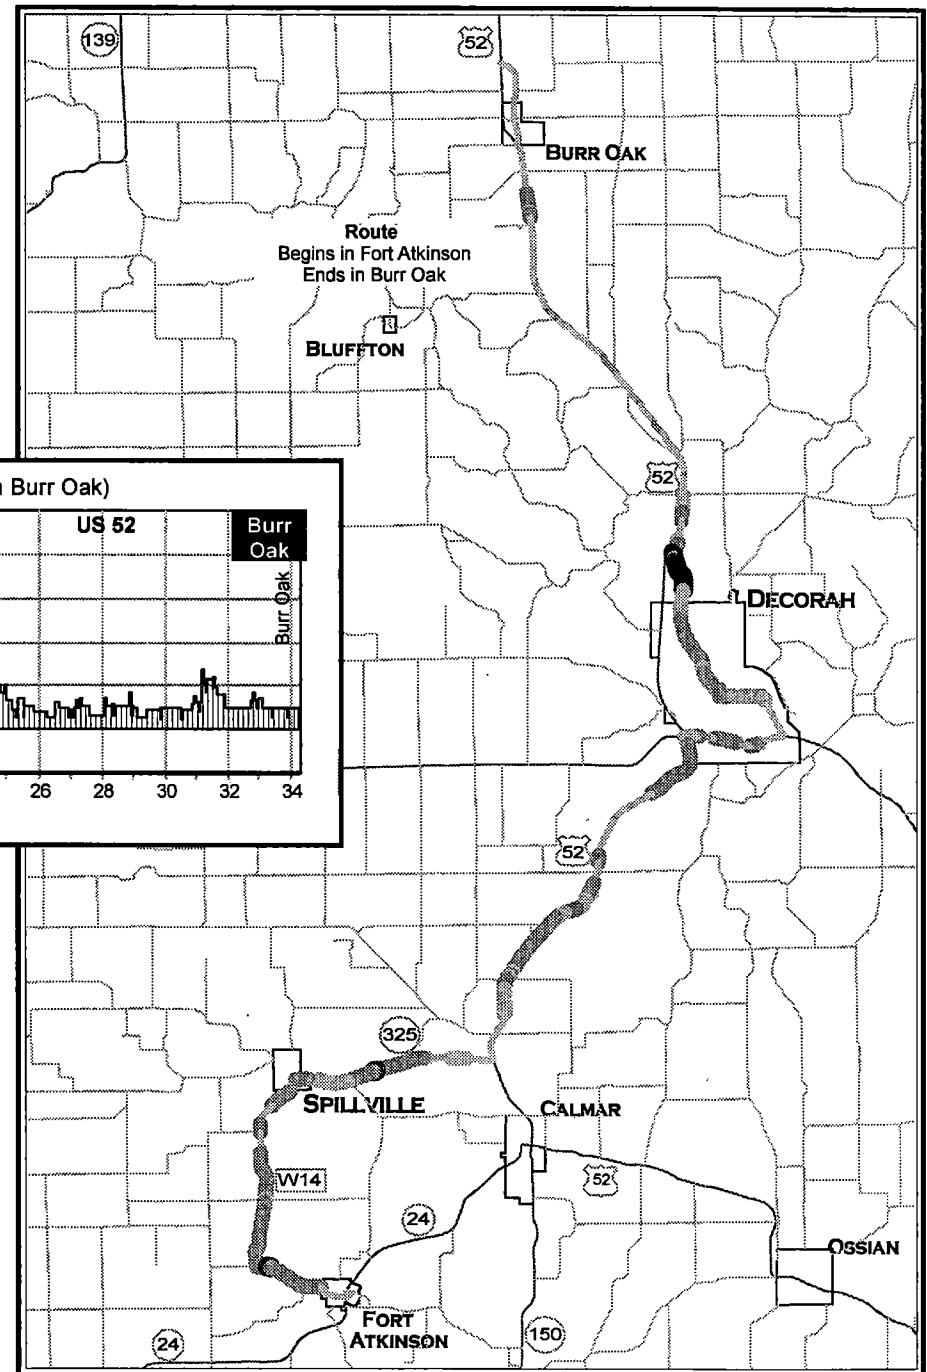 139
52
BURR OAK
Route
Begins in Fort Atkinson
Ends in Burr Oak
BLUFFTON
52
Burr Oak)
US 52
Burr
Oak
Burr Oak
DECORAH
26
28
30
32
34
52
325
SPILLVILLE
CALMAR
W14
52
24
OSSIAN
FORT
ATKINSON
150
24